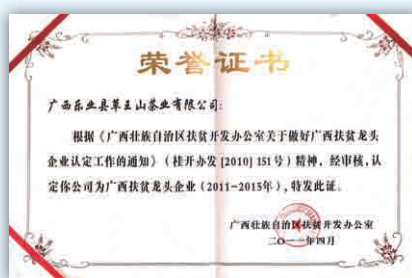 荣誉证书
广西乐业县草王山茶业有限公司:
根据《广西壮族自治区扶贫开发办公室关于做好广西扶贫龙头
企业认定工作的通知》（桂开办发 [2010] 151 号）精神，经审核，认
定你公司为广西扶贫龙头企业（2011-2015年），特发此证。
广西壮族自治区扶贫开发办公室
二〇一一年四月